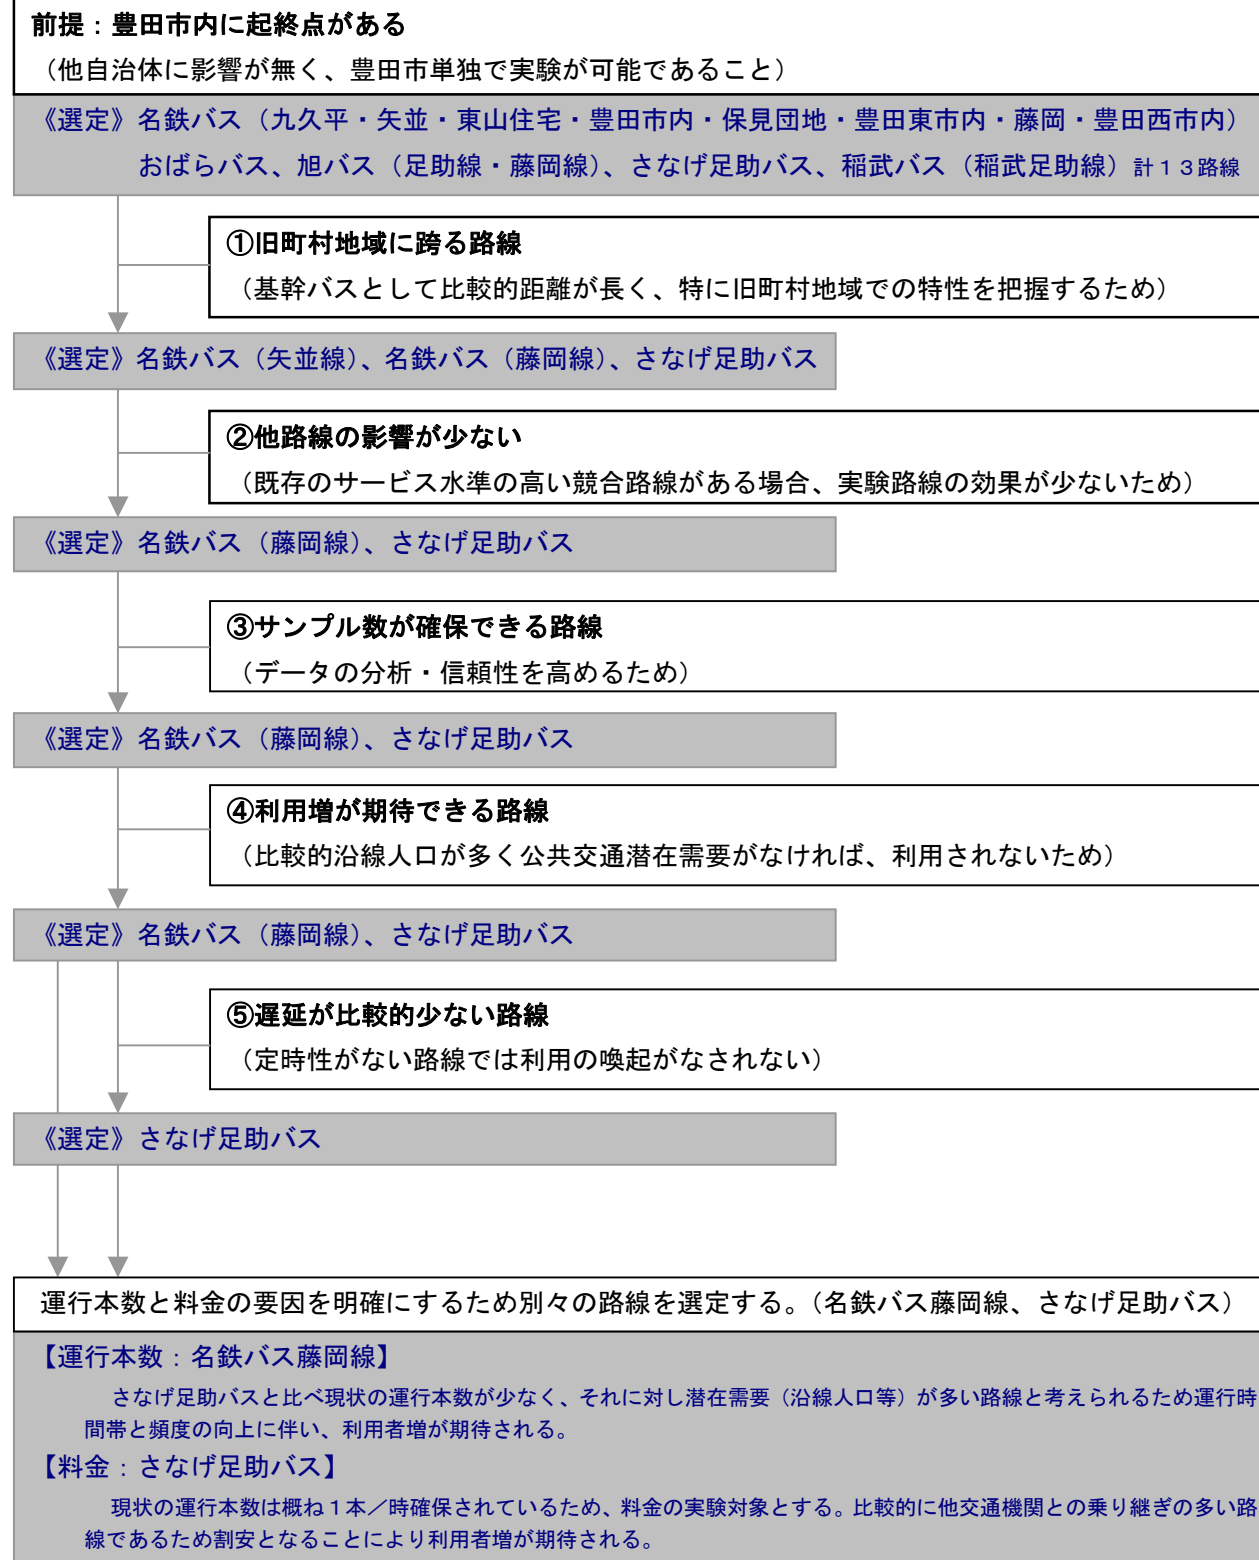 前提：豊田市内に起終点がある
（他自治体に影響が無く、豊田市単独で実験が可能であること）
《選定》名鉄バス（九久平・矢並・東山住宅・豊田市内・保見団地・豊田東市内・藤岡・豊田西市内）
おばらバス、旭バス（足助線・藤岡線）、さなげ足助バス、稲武バス（稲武足助線）計１３路線
①旧町村地域に跨る路線
（基幹バスとして比較的距離が長く、特に旧町村地域での特性を把握するため）
《選定》名鉄バス（矢並線）、名鉄バス（藤岡線）、さなげ足助バス
②他路線の影響が少ない
（既存のサービス水準の高い競合路線がある場合、実験路線の効果が少ないため）
《選定》名鉄バス（藤岡線）、さなげ足助バス
③サンプル数が確保できる路線
（データの分析・信頼性を高めるため）
《選定》名鉄バス（藤岡線）、さなげ足助バス
④利用増が期待できる路線
（比較的沿線人口が多く公共交通潜在需要がなければ、利用されないため）
《選定》名鉄バス（藤岡線）、さなげ足助バス
⑤遅延が比較的少ない路線
（定時性がない路線では利用の喚起がなされない）
《選定》さなげ足助バス
運行本数と料金の要因を明確にするため別々の路線を選定する。（名鉄バス藤岡線、さなげ足助バス）
【運行本数：名鉄バス藤岡線】
さなげ足助バスと比べ現状の運行本数が少なく、それに対し潜在需要（沿線人口等）が多い路線と考えられるため運行時
間帯と頻度の向上に伴い、利用者増が期待される。
【料金：さなげ足助バス】
現状の運行本数は概ね１本／時確保されているため、料金の実験対象とする。比較的に他交通機関との乗り継ぎの多い路
線であるため割安となることにより利用者増が期待される。